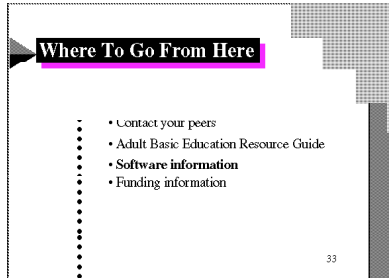 Where To Go From Here
• Contact your peers
• Adult Basic Education Resource Guide
• Software information
• Funding information
33